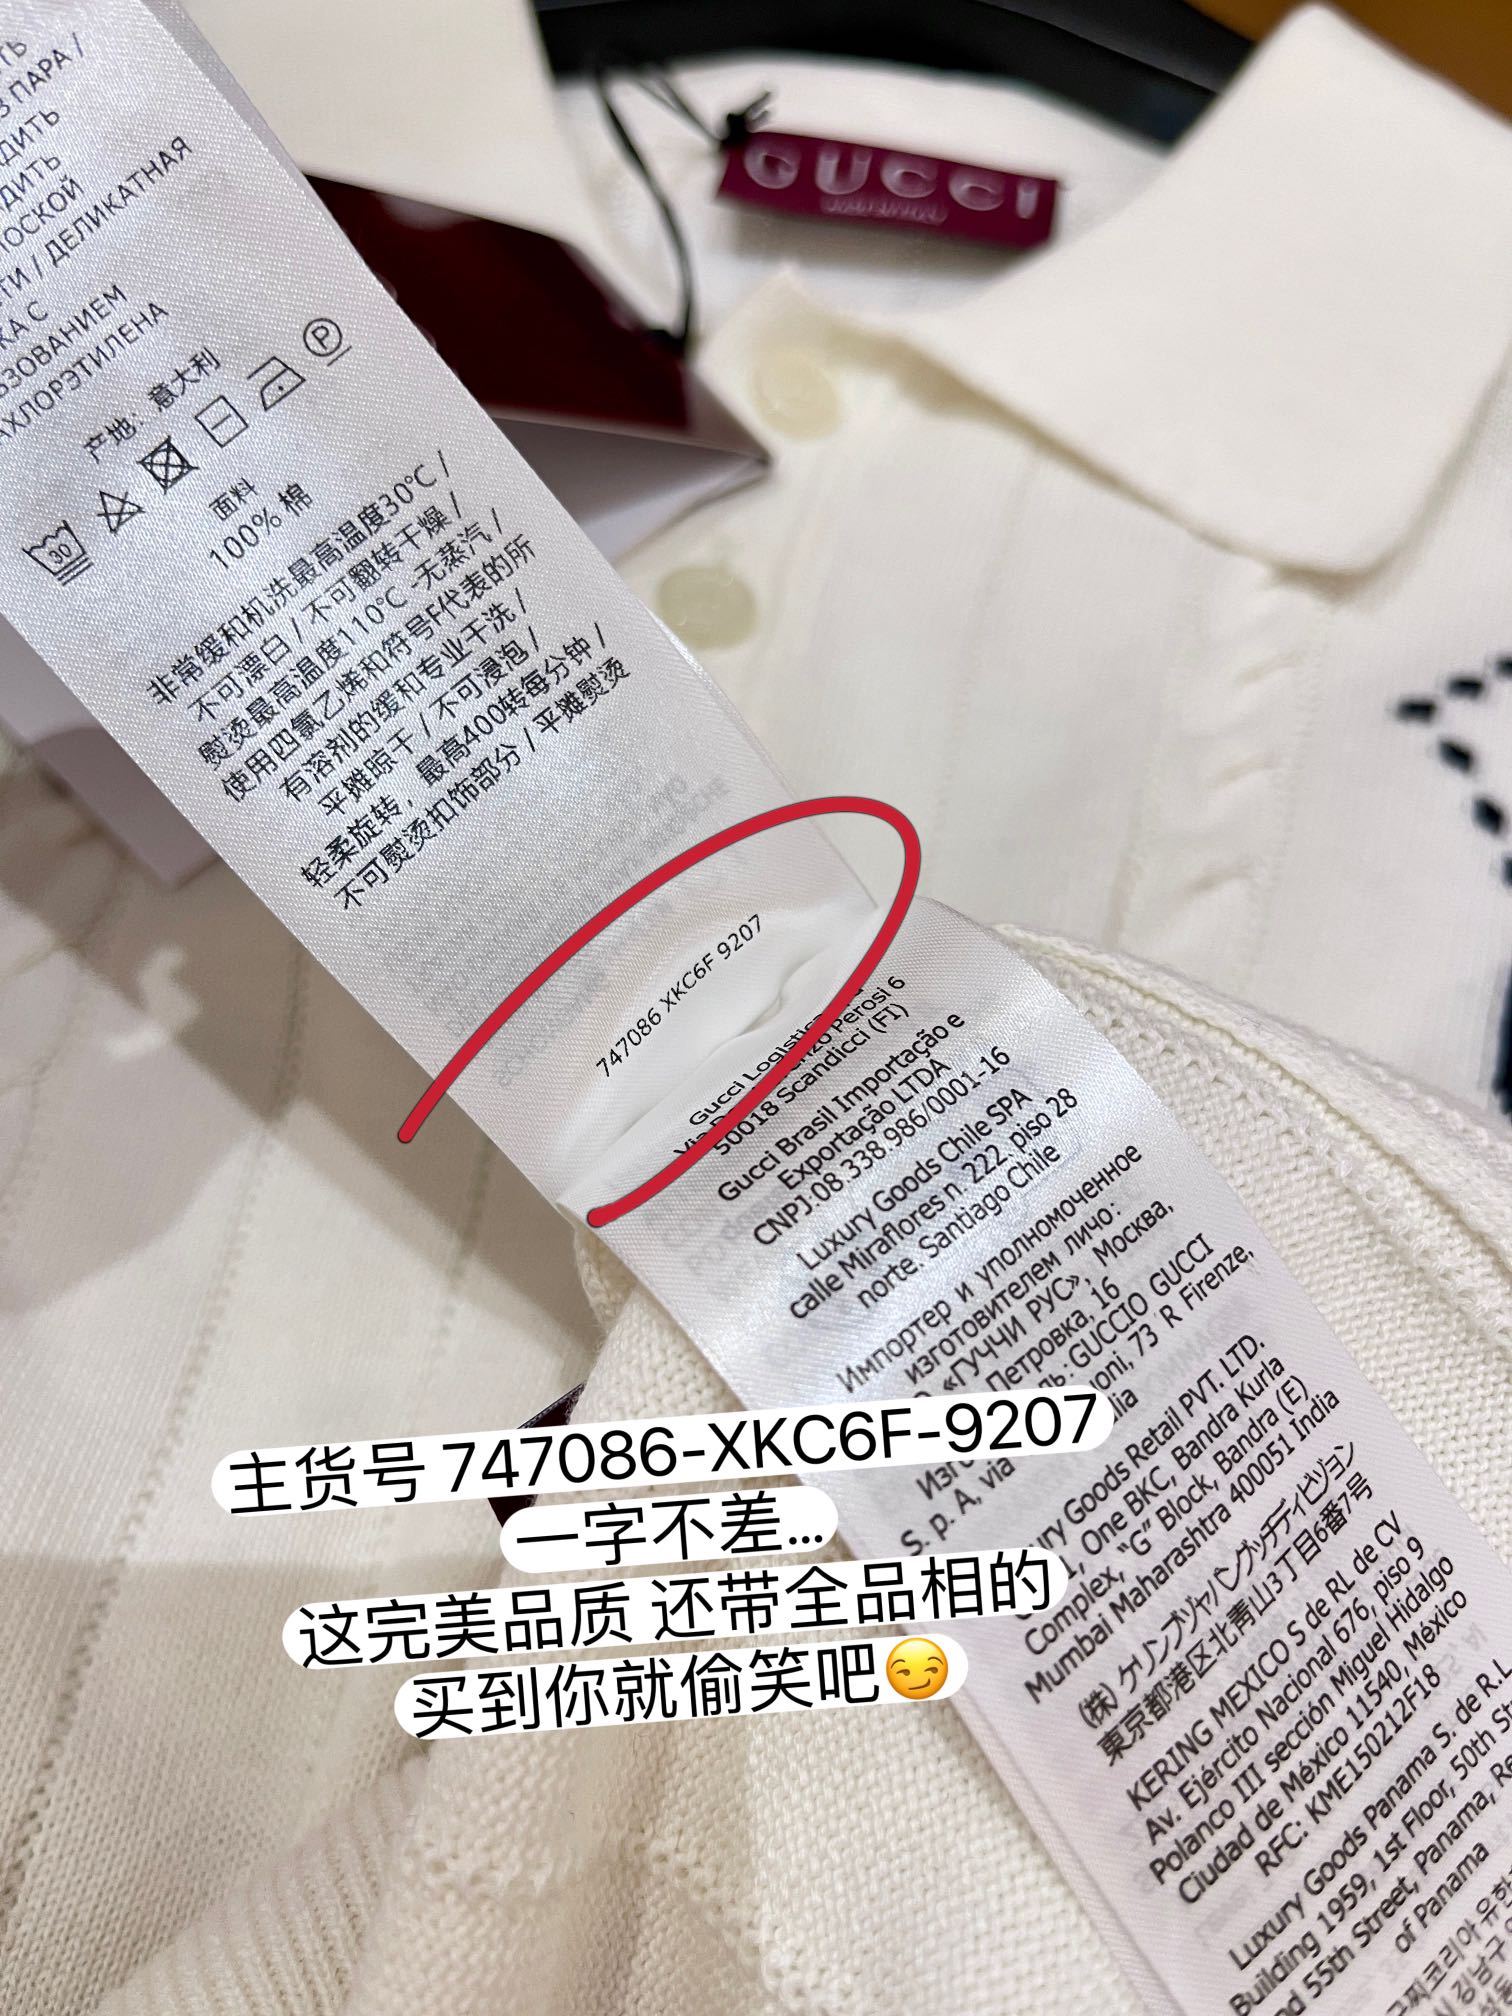 GUCCI
З ПАРА /
ОСТИ / ДЕЛИКАТНАЯ
产地：意大利
30
P
面料
100% 棉
非常缓和机洗最高温度30℃ /
不可漂白 / 不可翻转干燥 /
熨烫最高温度110℃ -无蒸汽 /
使用四氯乙烯和符号F代表的所
有溶剂的缓和专业干洗 /
平摊晾干 / 不可浸泡 /
轻柔旋转，最高400转每分钟 /
不可熨烫扣饰部分 / 平摊熨烫
747086 XKC6F 9207
Gucci Logistica
Perosi 6
50018 Scandicci (FI)
Gucci Brasil Importação e
Exportação LTDA
CNPJ:08.338.986/0001-16
Luxury Goods Chile SPA
calle Miraflores n. 222. piso 28
norte. Santiago Chile
Импортер и уполномоченное
изготовителем лицо:
«ГУЧЧИ РУС», Москва,
Петровка, 16
GUCCIO GUCCI
S. p. A, via 73 R Firenze,
Goods Retail PVT. LTD.
One BKC, Bandra Kurla
Complex, "G" Block, Bandra (E)
Mumbai Maharashtra 400051 India
(株) ケリングジャパングッチディビジョン
東京都港区北青山3丁目6番7号
KERING MEXICO S de RL de CV
Av. Ejército Nacional 676, piso 9
Polanco III sección Miguel Hidalgo
Ciudad de México 11540, México
RFC: KME150212F18
Luxury Goods Panama S. de R.L
Building 1959, 1st Floor, 50th
55th Street, Panama,
of Panama
主货号 747086-XKC6F-9207
一字不差...
这完美品质 还带全品相的
买到你就偷笑吧😏